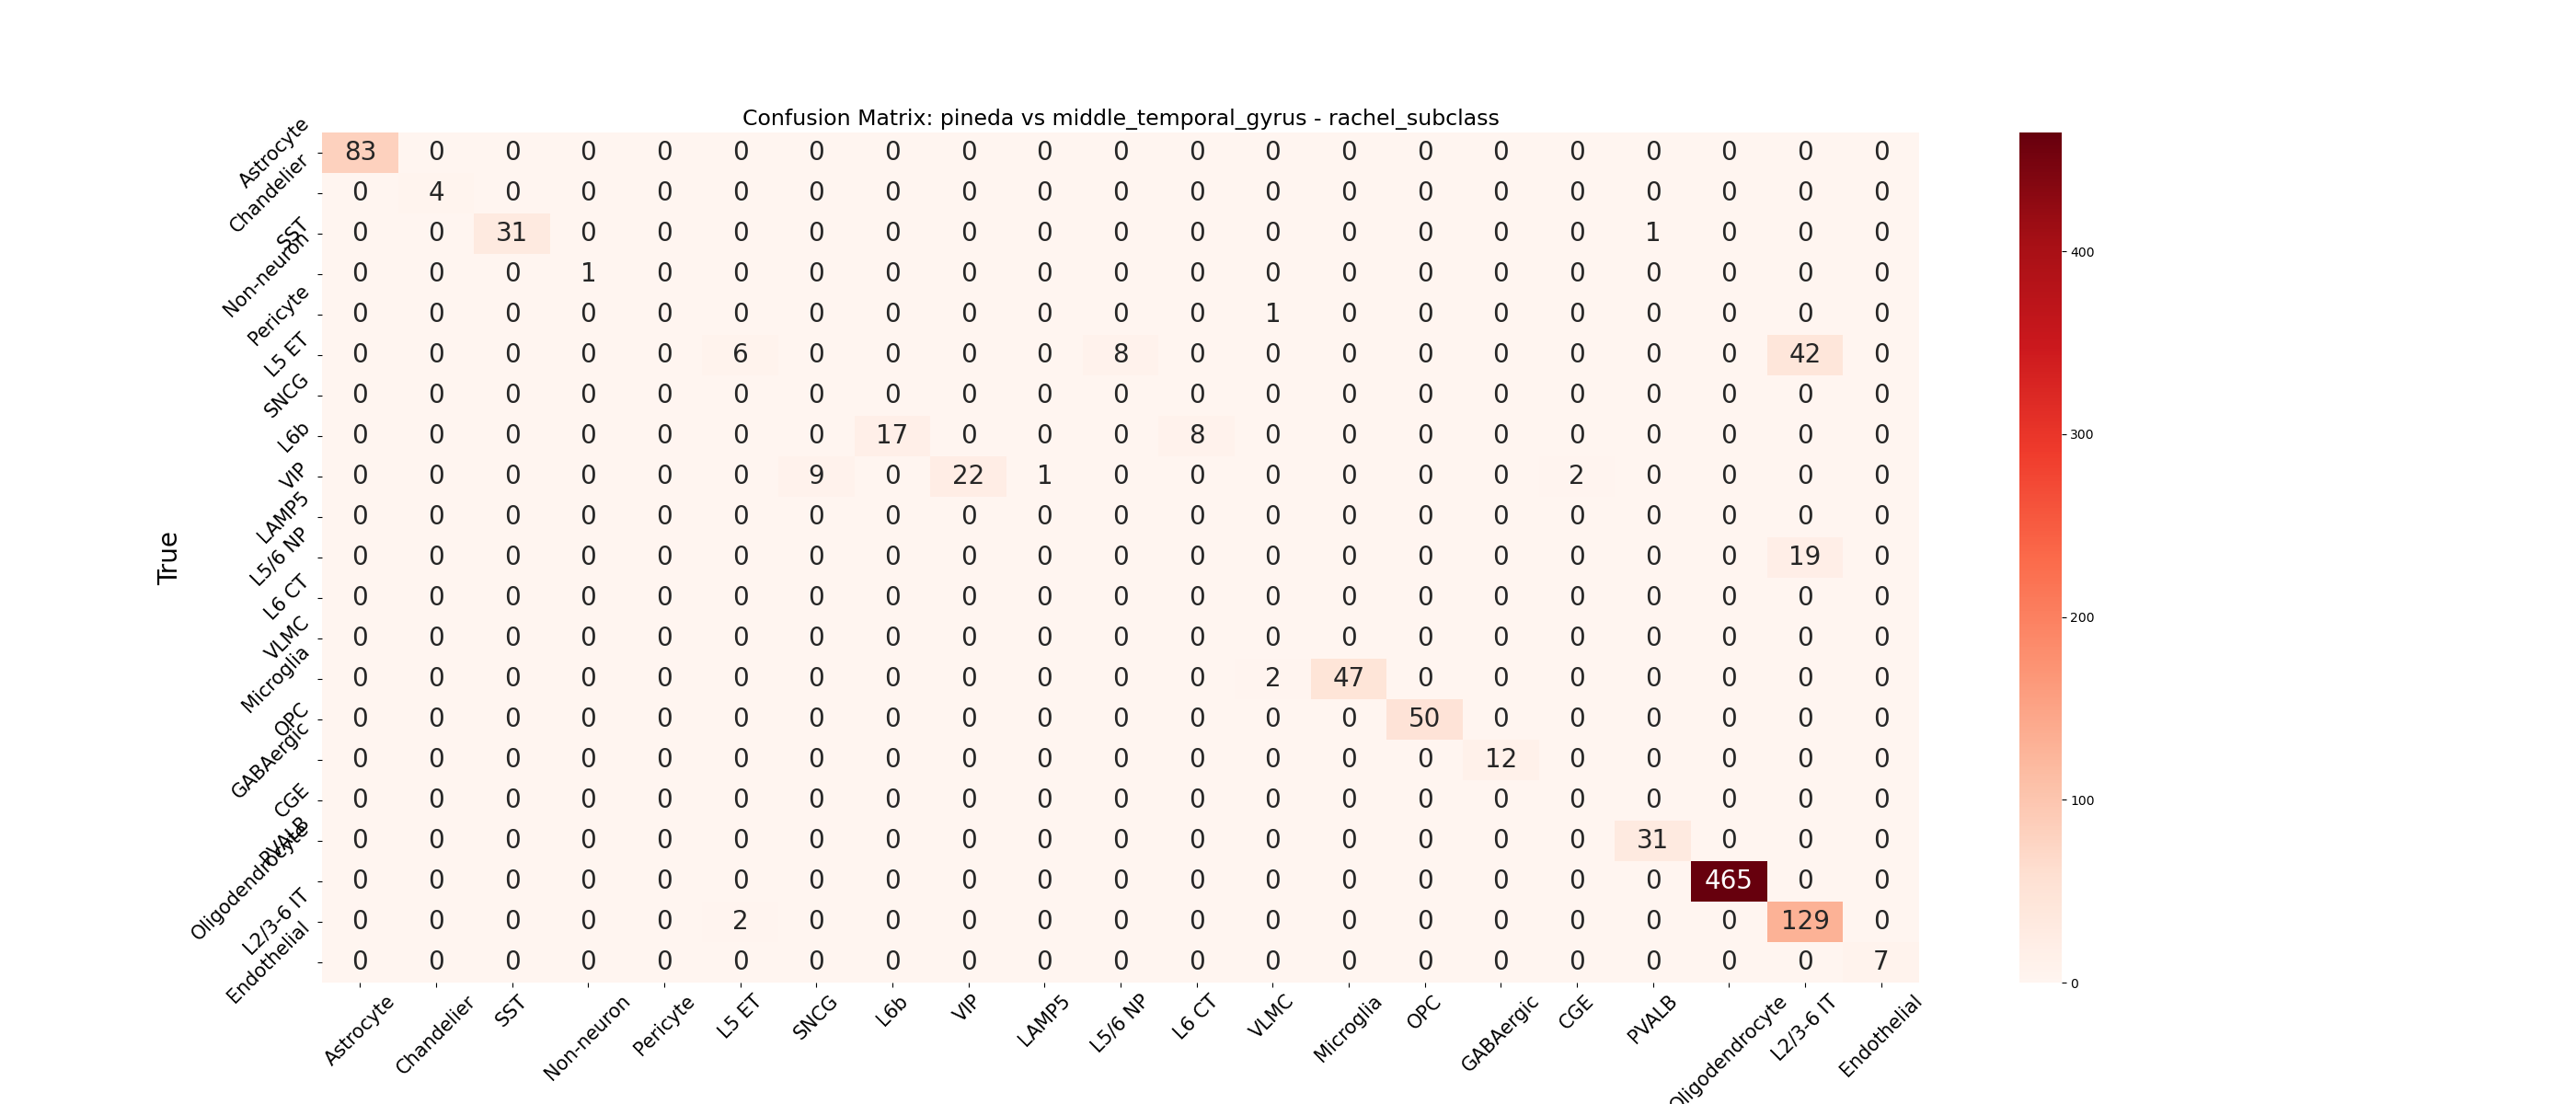 Confusion Matrix: pineda vs middle_temporal_gyrus - rachel_subclass
True
Astrocyte 83 0 0 0 0 0 0 0 0 0 0 0 0 0 0 0 0 0 0 0 0
Chandelier 0 4 0 0 0 0 0 0 0 0 0 0 0 0 0 0 0 0 0 0 0
SST 0 0 31 0 0 0 0 0 0 0 0 0 0 0 0 0 0 1 0 0 0
Non-neuron 0 0 0 1 0 0 0 0 0 0 0 0 0 0 0 0 0 0 0 0 0
Pericyte 0 0 0 0 0 0 0 0 0 0 0 0 1 0 0 0 0 0 0 0 0
L5 ET 0 0 0 0 0 6 0 0 0 0 8 0 0 0 0 0 0 0 0 42 0
SNCG 0 0 0 0 0 0 0 0 0 0 0 0 0 0 0 0 0 0 0 0 0
L6b 0 0 0 0 0 0 0 17 0 0 0 8 0 0 0 0 0 0 0 0 0
VIP 0 0 0 0 0 0 9 0 22 1 0 0 0 0 0 0 2 0 0 0 0
LAMP5 0 0 0 0 0 0 0 0 0 0 0 0 0 0 0 0 0 0 0 0 0
L5/6 NP 0 0 0 0 0 0 0 0 0 0 0 0 0 0 0 0 0 0 0 19 0
L6 CT 0 0 0 0 0 0 0 0 0 0 0 0 0 0 0 0 0 0 0 0 0
VLMC 0 0 0 0 0 0 0 0 0 0 0 0 0 0 0 0 0 0 0 0 0
Microglia 0 0 0 0 0 0 0 0 0 0 0 0 2 47 0 0 0 0 0 0 0
OPC 0 0 0 0 0 0 0 0 0 0 0 0 0 0 50 0 0 0 0 0 0
GABAergic 0 0 0 0 0 0 0 0 0 0 0 0 0 0 0 12 0 0 0 0 0
CGE 0 0 0 0 0 0 0 0 0 0 0 0 0 0 0 0 0 0 0 0 0
PVALB 0 0 0 0 0 0 0 0 0 0 0 0 0 0 0 0 0 31 0 0 0
Oligodendrocyte 0 0 0 0 0 0 0 0 0 0 0 0 0 0 0 0 0 0 465 0 0
L2/3-6 IT 0 0 0 0 0 2 0 0 0 0 0 0 0 0 0 0 0 0 0 129 0
Endothelial 0 0 0 0 0 0 0 0 0 0 0 0 0 0 0 0 0 0 0 0 7
Astrocyte Chandelier SST Non-neuron Pericyte L5 ET SNCG L6b VIP LAMP5 L5/6 NP L6 CT VLMC Microglia OPC GABAergic CGE PVALB Oligodendrocyte L2/3-6 IT Endothelial
400
300
200
100
0